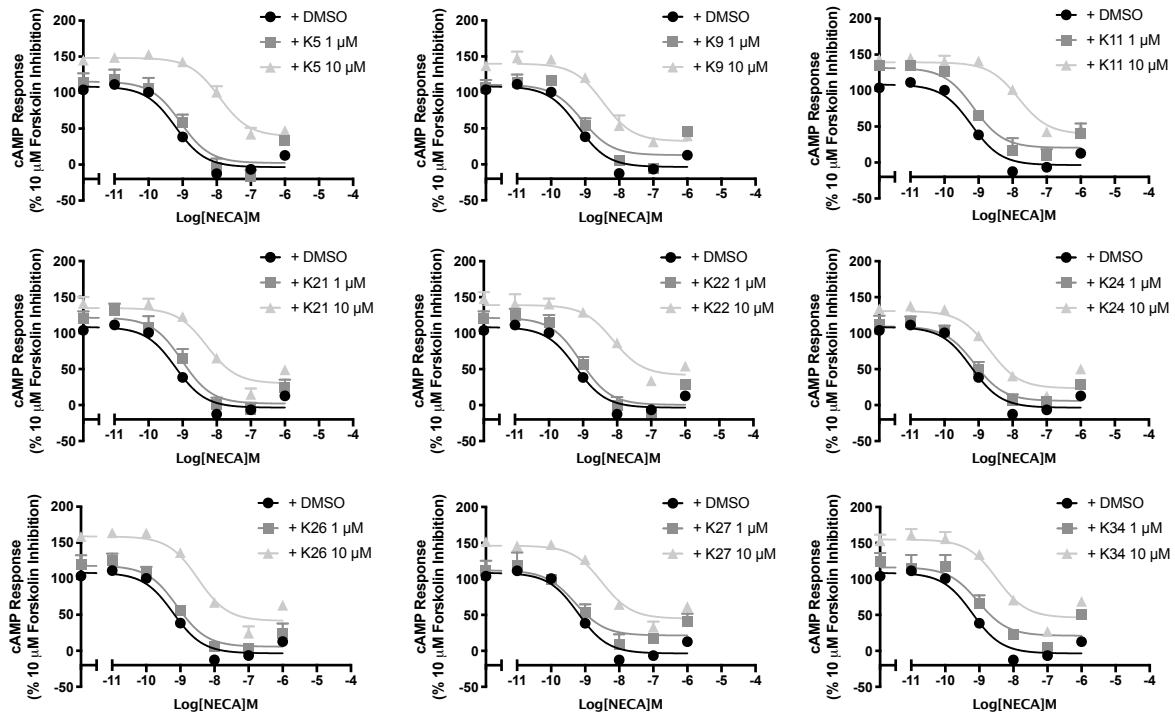 + DMSO
+ K5 1 µM
+ K5 10 µM
cAMP Response
(% 10 µM Forskolin Inhibition)
200
150
100
50
0
-50
-11 -10 -9 -8 -7 -6 -5 -4
Log[NECA]M
+ DMSO
+ K9 1 µM
+ K9 10 µM
cAMP Response
(% 10 µM Forskolin Inhibition)
200
150
100
50
0
-50
-11 -10 -9 -8 -7 -6 -5 -4
Log[NECA]M
+ DMSO
+ K11 1 µM
+ K11 10 µM
cAMP Response
(% 10 µM Forskolin Inhibition)
200
150
100
50
0
-50
-11 -10 -9 -8 -7 -6 -5 -4
Log[NECA]M
+ DMSO
+ K21 1 µM
+ K21 10 µM
cAMP Response
(% 10 µM Forskolin Inhibition)
200
150
100
50
0
-50
-11 -10 -9 -8 -7 -6 -5 -4
Log[NECA]M
+ DMSO
+ K22 1 µM
+ K22 10 µM
cAMP Response
(% 10 µM Forskolin Inhibition)
200
150
100
50
0
-50
-11 -10 -9 -8 -7 -6 -5 -4
Log[NECA]M
+ DMSO
+ K24 1 µM
+ K24 10 µM
cAMP Response
(% 10 µM Forskolin Inhibition)
200
150
100
50
0
-50
-11 -10 -9 -8 -7 -6 -5 -4
Log[NECA]M
+ DMSO
+ K26 1 µM
+ K26 10 µM
cAMP Response
(% 10 µM Forskolin Inhibition)
200
150
100
50
0
-50
-11 -10 -9 -8 -7 -6 -5 -4
Log[NECA]M
+ DMSO
+ K27 1 µM
+ K27 10 µM
cAMP Response
(% 10 µM Forskolin Inhibition)
200
150
100
50
0
-50
-11 -10 -9 -8 -7 -6 -5 -4
Log[NECA]M
+ DMSO
+ K34 1 µM
+ K34 10 µM
cAMP Response
(% 10 µM Forskolin Inhibition)
200
150
100
50
0
-50
-11 -10 -9 -8 -7 -6 -5 -4
Log[NECA]M